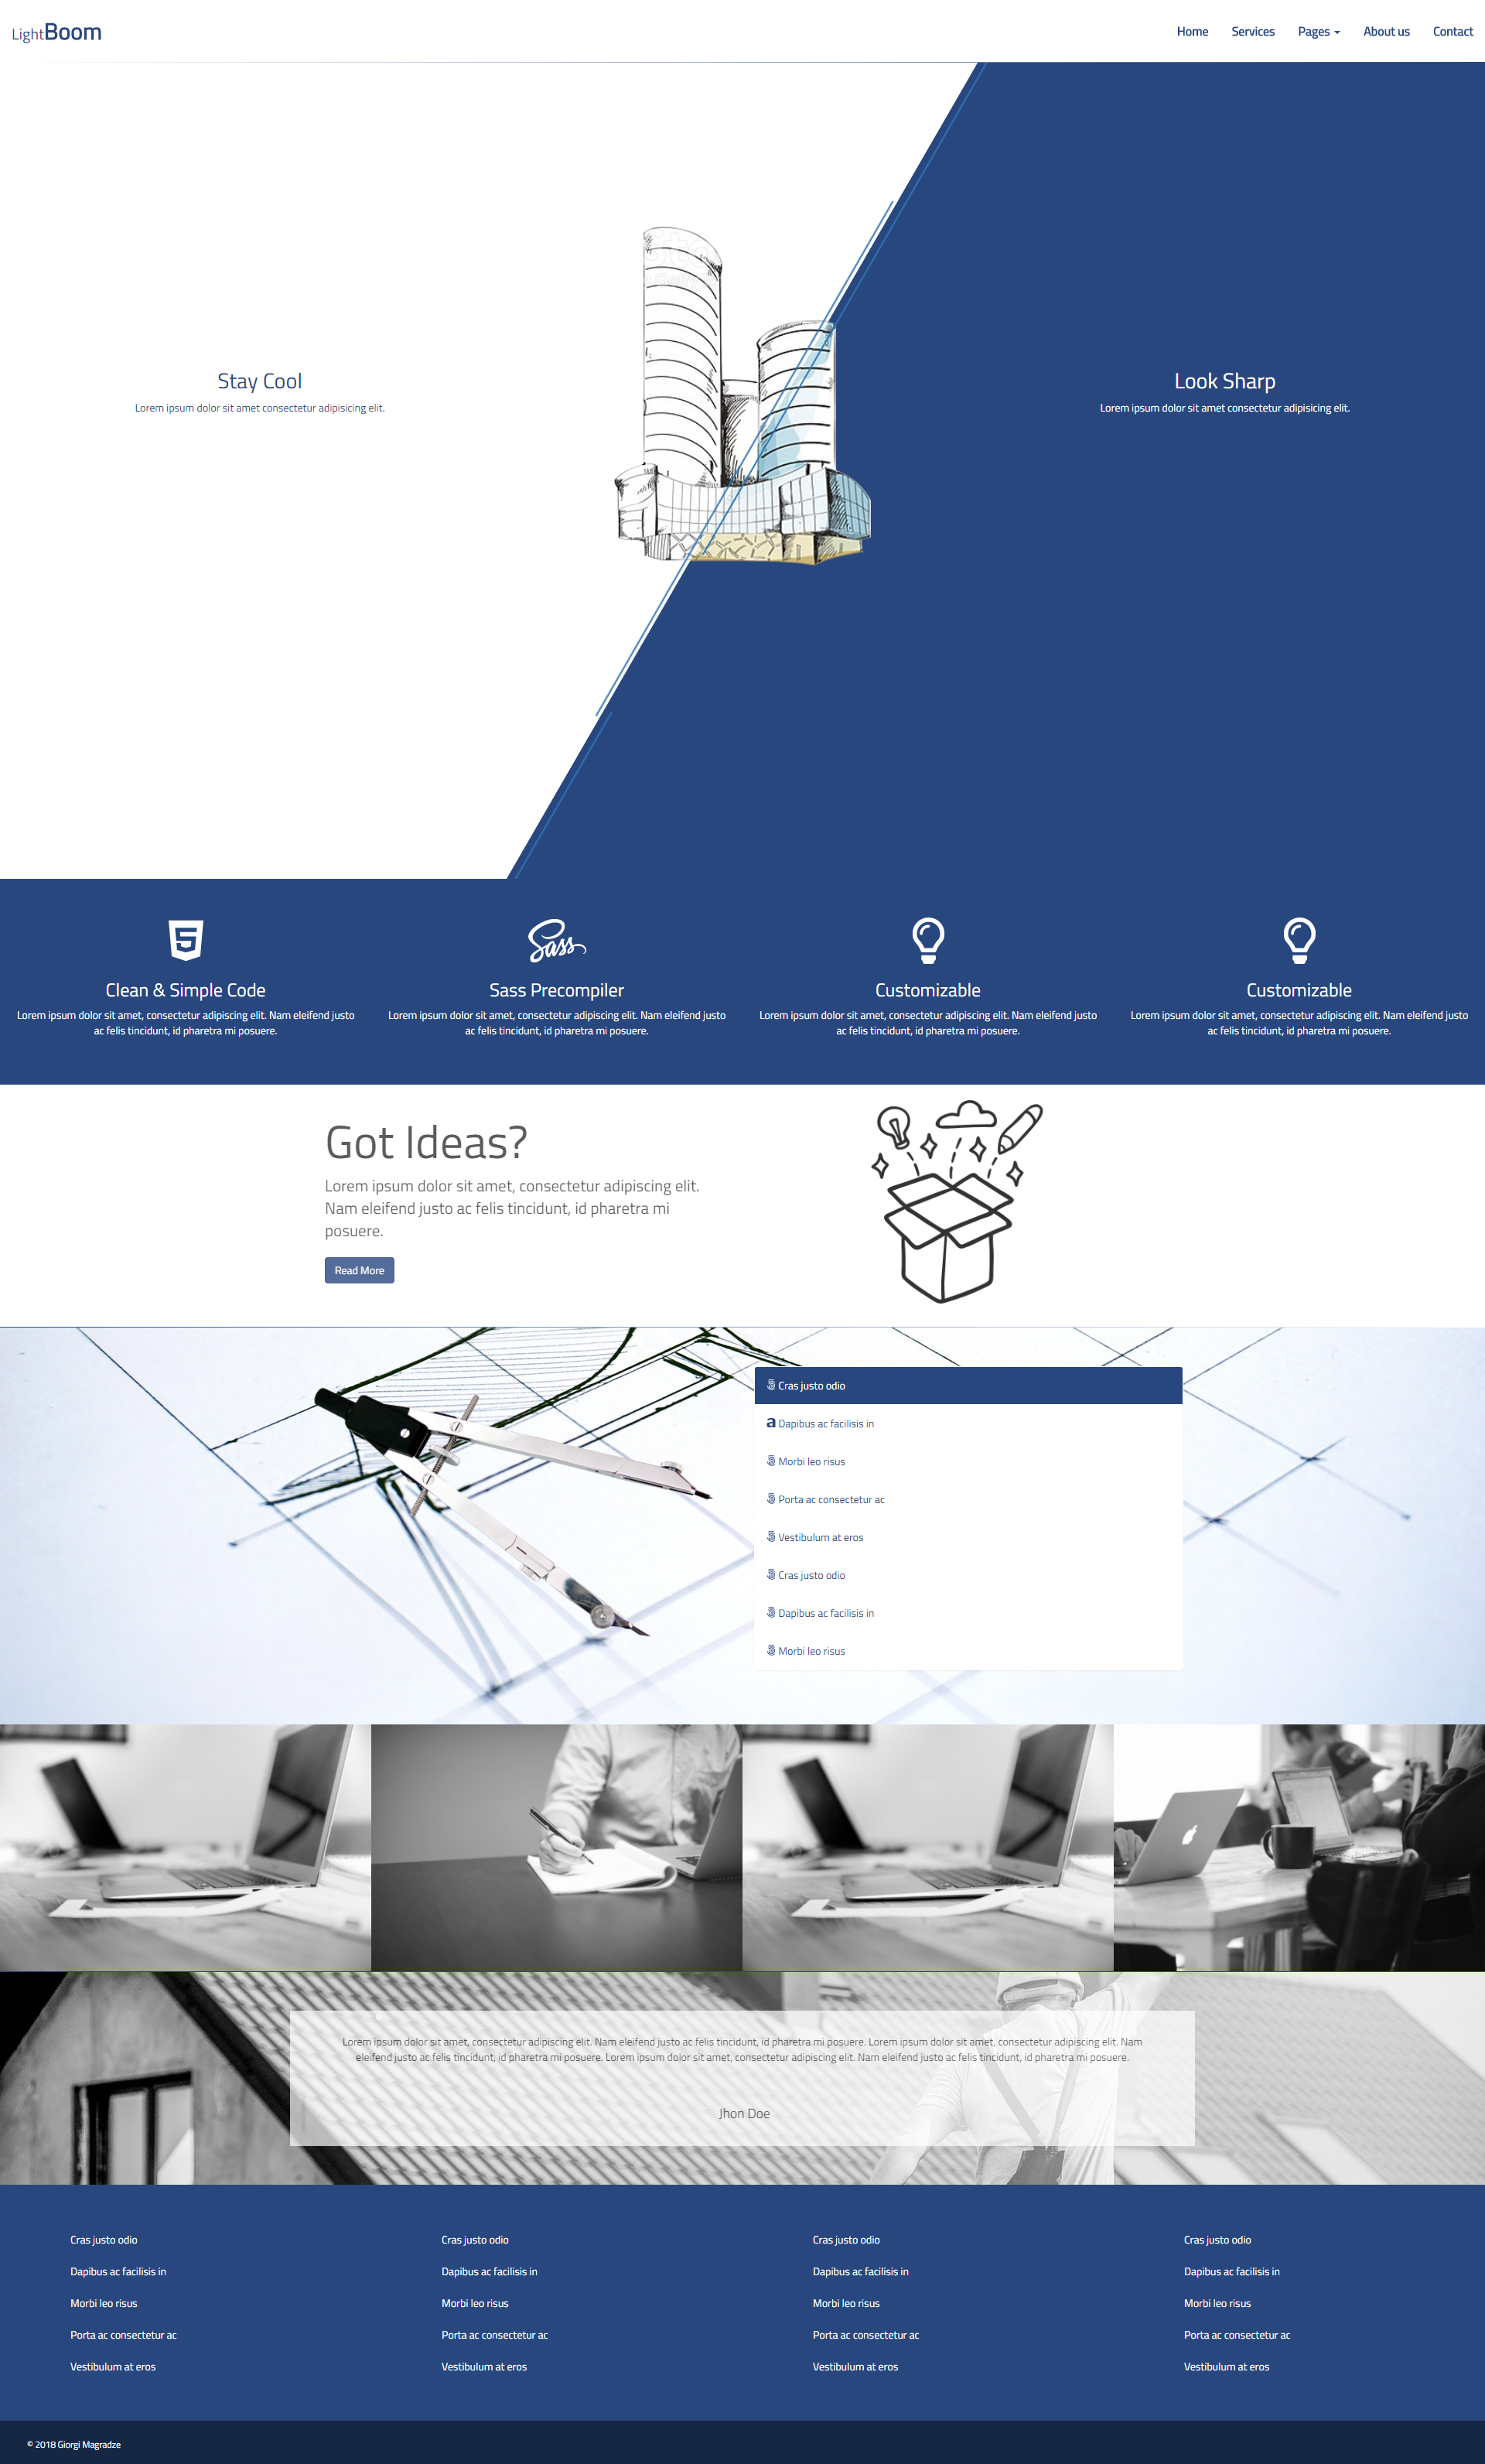 LightBoom
Home Services Pages About us Contact
Stay Cool
Lorem ipsum dolor sit amet consectetur adipisicing elit.
Look Sharp
Lorem ipsum dolor sit amet consectetur adipisicing elit.
Clean & Simple Code
Lorem ipsum dolor sit amet, consectetur adipiscing elit. Nam eleifend justo
ac felis tincidunt, id pharetra mi posuere.
Sass
Sass Precompiler
Lorem ipsum dolor sit amet, consectetur adipiscing elit. Nam eleifend justo
ac felis tincidunt, id pharetra mi posuere.
Customizable
Lorem ipsum dolor sit amet, consectetur adipiscing elit. Nam eleifend justo
ac felis tincidunt, id pharetra mi posuere.
Customizable
Lorem ipsum dolor sit amet, consectetur adipiscing elit. Nam eleifend justo
ac felis tincidunt, id pharetra mi posuere.
Got Ideas?
Lorem ipsum dolor sit amet, consectetur adipiscing elit.
Nam eleifend justo ac felis tincidunt, id pharetra mi
posuere.
Read More
Cras justo odio
a Dapibus ac facilisis in
Morbi leo risus
Porta ac consectetur ac
Vestibulum at eros
Cras justo odio
Dapibus ac facilisis in
Morbi leo risus
Lorem ipsum dolor sit amet, consectetur adipiscing elit. Nam eleifend justo ac felis tincidunt, id pharetra mi posuere. Lorem ipsum dolor sit amet, consectetur adipiscing elit. Nam
eleifend justo ac felis tincidunt, id pharetra mi posuere. Lorem ipsum dolor sit amet, consectetur adipiscing elit. Nam eleifend justo ac felis tincidunt, id pharetra mi posuere.
Jhon Doe
Cras justo odio
Dapibus ac facilisis in
Morbi leo risus
Porta ac consectetur ac
Vestibulum at eros
Cras justo odio
Dapibus ac facilisis in
Morbi leo risus
Porta ac consectetur ac
Vestibulum at eros
Cras justo odio
Dapibus ac facilisis in
Morbi leo risus
Porta ac consectetur ac
Vestibulum at eros
Cras justo odio
Dapibus ac facilisis in
Morbi leo risus
Porta ac consectetur ac
Vestibulum at eros
© 2018 Giorgi Magradze